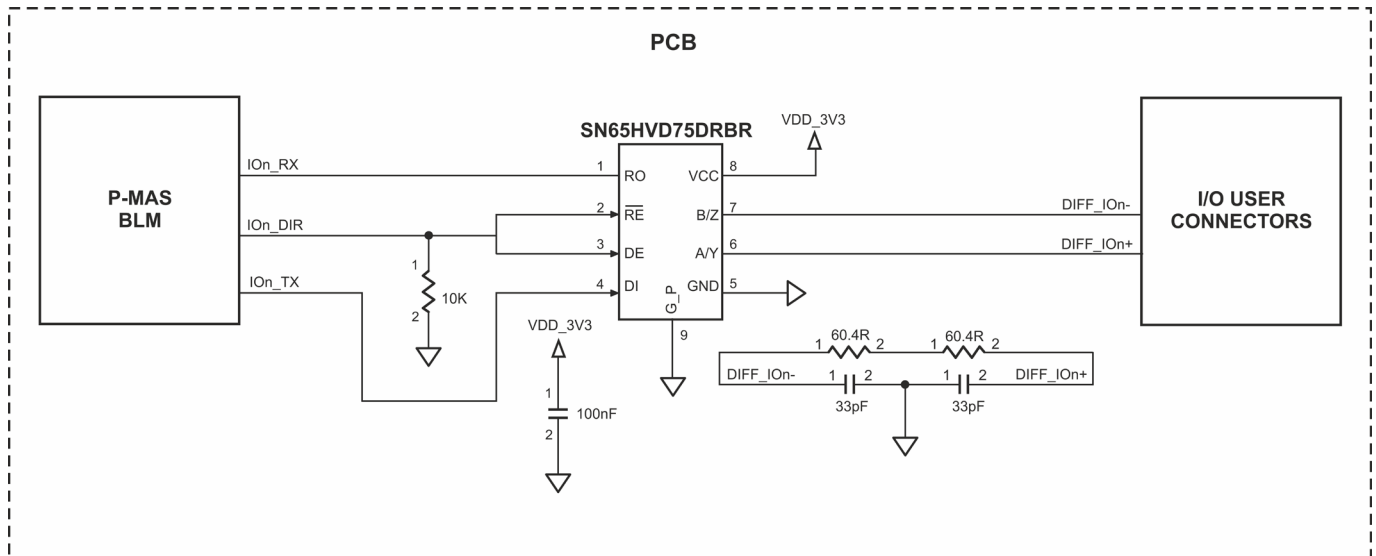 PCB
P-MAS
BLM
IOn_RX
IOn_DIR
IOn_TX
1
2
10K
SN65HVD75DRBR
1
2
3
4
RO
RE
DE
DI
G_P
VCC
B/Z
A/Y
GND
8
7
6
5
9
VDD_3V3
DIFF_IOn-
DIFF_IOn+
I/O USER
CONNECTORS
VDD_3V3
1
2
100nF
60.4R
60.4R
1
2
1
2
DIFF_IOn-
1
2
1
2
DIFF_IOn+
33pF
33pF